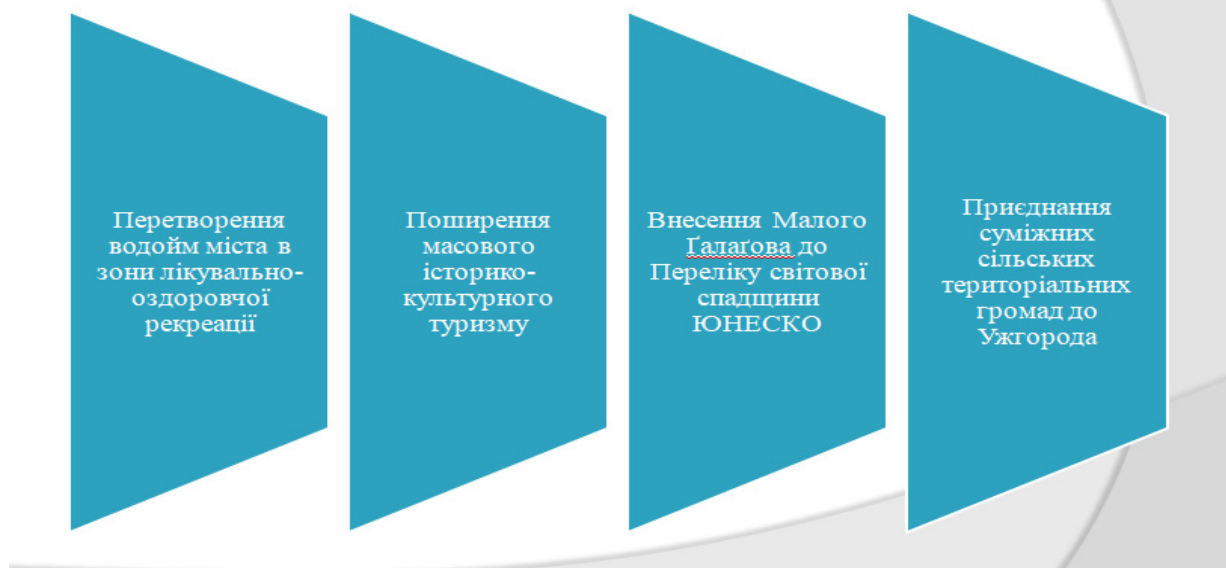 Перетворення
водойм міста в
зони лікувально-
оздоровчої
рекреації
Поширення
масового
історико-
культурного
туризму
Внесення Малого
Ґалаґова до
Переліку світової
спадщини
ЮНЕСКО
Приєднання
суміжних
сільських
територіальних
громад до
Ужгорода